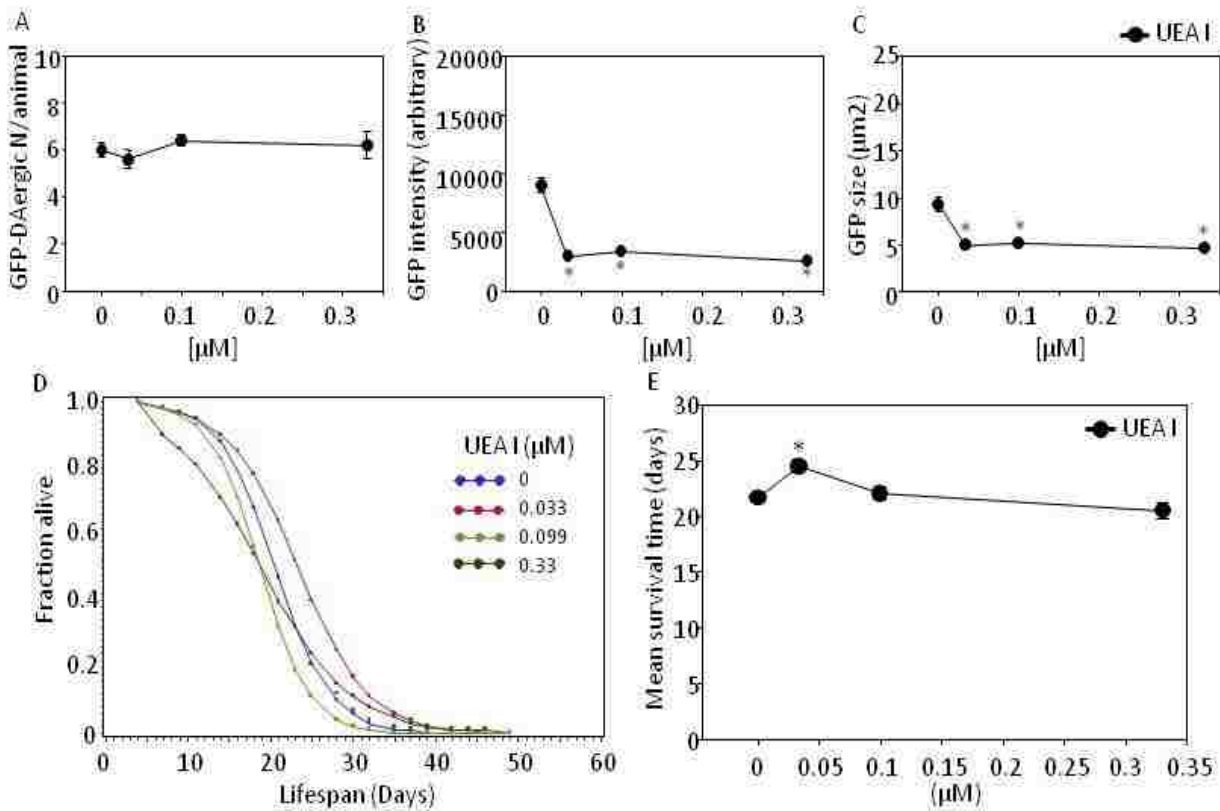 A
GFP-DAergic N/animal
10
8
6
4
2
0
0 0.1 0.2 0.3
[µM]
B
GFP intensity (arbitrary)
20000
15000
10000
5000
0
0 0.1 0.2 0.3
[µM]
* * *
C
UEA I
GFP size (µm2)
25
20
15
10
5
0
0 0.1 0.2 0.3
[µM]
* * *
D
Fraction alive
1.0
0.8
0.6
0.4
0.2
0
0 10 20 30 40 50 60
Lifespan (Days)
UEA I (µM)
0
0.033
0.099
0.33
E
UEA I
Mean survival time (days)
30
25
20
15
10
5
0
*
0 0.05 0.1 0.15 0.2 0.25 0.3 0.35
(µM)